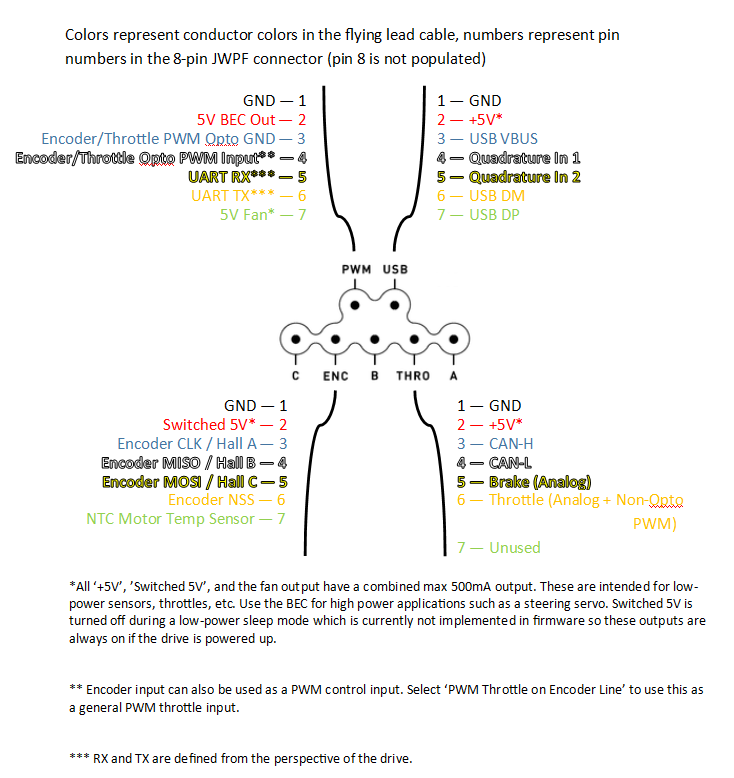 Colors represent conductor colors in the flying lead cable, numbers represent pin
numbers in the 8-pin JWPF connector (pin 8 is not populated)
GND — 1
5V BEC Out — 2
Encoder/Throttle PWM Opto GND — 3
Encoder/Throttle Opto PWM Input** — 4
UART RX*** — 5
UART TX*** — 6
5V Fan* — 7
1 — GND
2 — +5V*
3 — USB VBUS
4 — Quadrature In 1
5 — Quadrature In 2
6 — USB DM
7 — USB DP
PWM USB
C ENC B THRO A
GND — 1
Switched 5V* — 2
Encoder CLK / Hall A — 3
Encoder MISO / Hall B — 4
Encoder MOSI / Hall C — 5
Encoder NSS — 6
NTC Motor Temp Sensor — 7
1 — GND
2 — +5V*
3 — CAN-H
4 — CAN-L
5 — Brake (Analog)
6 — Throttle (Analog + Non-Opto
PWM)
7 — Unused
*All ‘+5V’, ‘Switched 5V’, and the fan output have a combined max 500mA output. These are intended for low-
power sensors, throttles, etc. Use the BEC for high power applications such as a steering servo. Switched 5V is
turned off during a low-power sleep mode which is currently not implemented in firmware so these outputs are
always on if the drive is powered up.
** Encoder input can also be used as a PWM control input. Select ‘PWM Throttle on Encoder Line’ to use this as
a general PWM throttle input.
*** RX and TX are defined from the perspective of the drive.